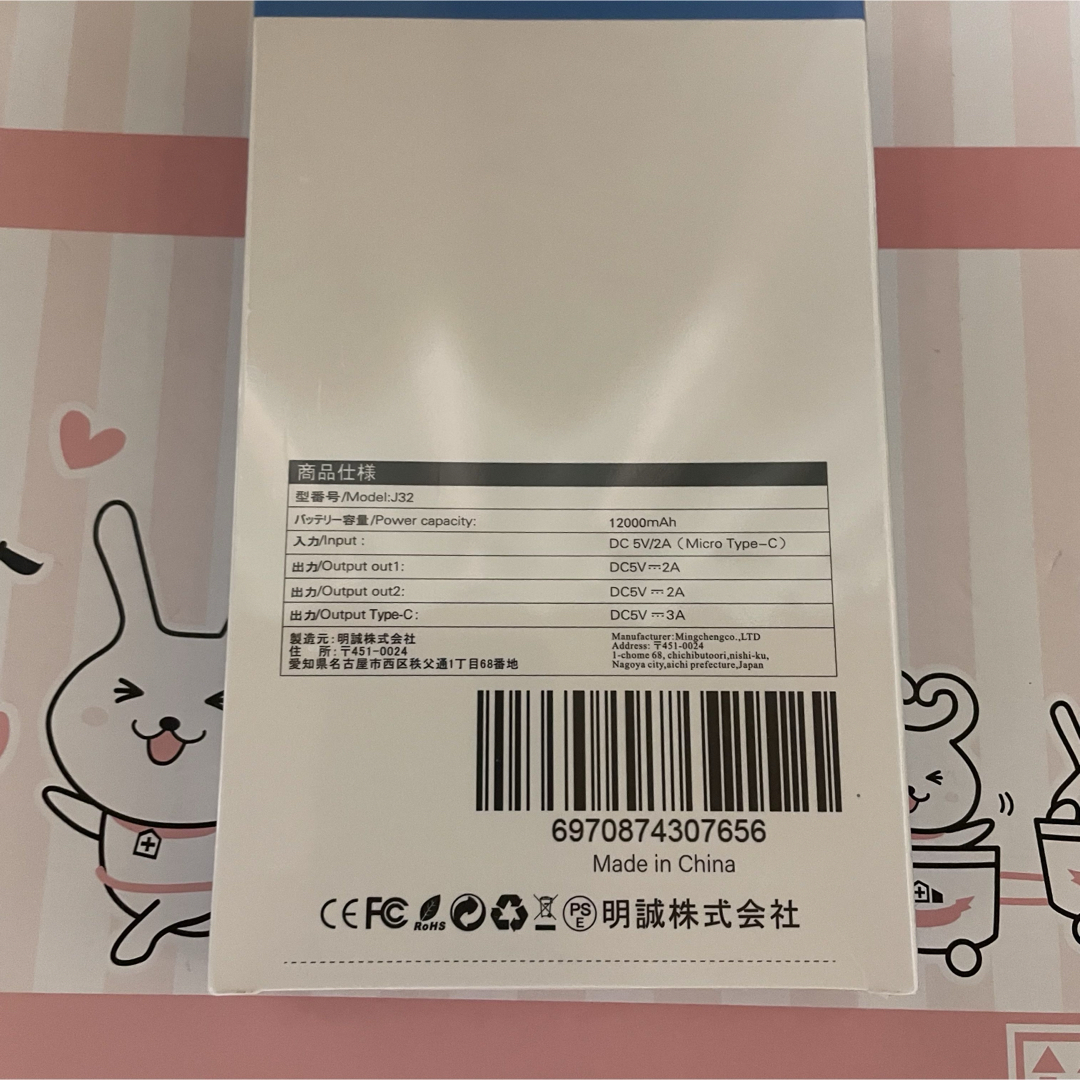 商品仕様
型番号/Model:J32
バッテリー容量/Power capacity: 12000mAh
入力/Input : DC 5V/2A（Micro Type-C）
出力/Output out1: DC5V⎓2A
出力/Output out2: DC5V⎓2A
出力/Output Type-C: DC5V⎓3A
製造元:明誠株式会社
住 所:〒451-0024
愛知県名古屋市西区秩父通1丁目68番地
Manufacturer:Mingchengco.,LTD
Address: 〒451-0024
1-chome 68, chichibutoori,nishi-ku,
Nagoya city,aichi prefecture,Japan
6970874307656
Made in China
CE FC RoHS PSE 明誠株式会社